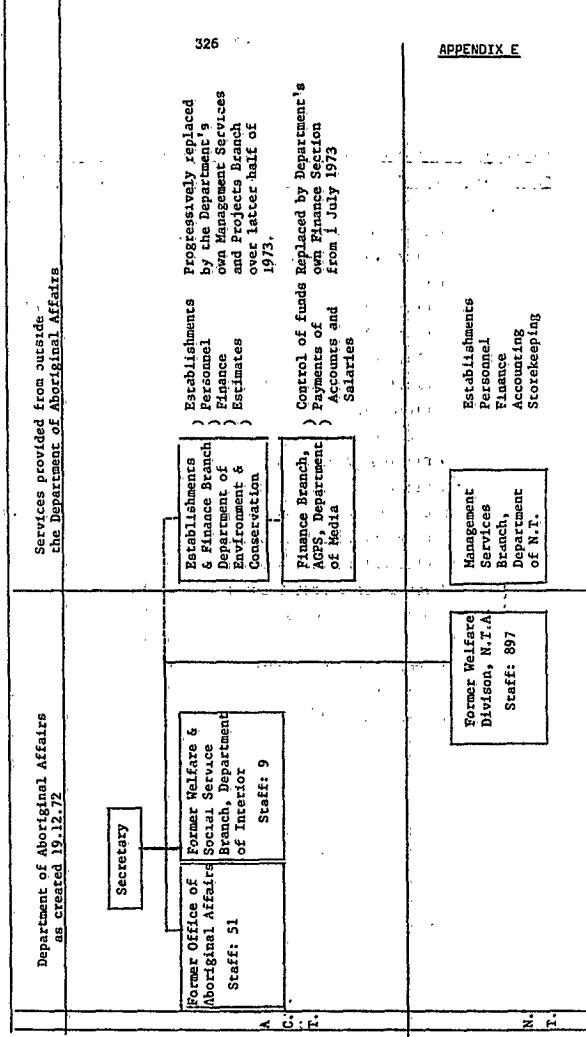 326
APPENDIX E
Department of Aboriginal Affairs
as created 19.12.72
Services provided from outside
the Department of Aboriginal Affairs
A
C.
T.
Secretary
Former Office of
Aboriginal Affairs
Staff: 51
Former Welfare &
Social Service
Branch, Department
of Interior
Staff: 9
Establishments
& Finance Branch
Department of
Environment &
Conservation
) Establishments
) Personnel
) Finance
) Estimates
)
Progressively replaced
by the Department's
own Management Services
and Projects Branch
over latter half of
1973.
Finance Branch,
AGPS, Department
of Media
) Control of funds
) Payments of
) Accounts and
Salaries
Replaced by Department's
own Finance Section
from 1 July 1973
N.
T.
Former Welfare
Divison, N.T.A.
Staff: 897
Management
Services
Branch,
Department
of N.T.
Establishments
Personnel
Finance
Accounting
Storekeeping